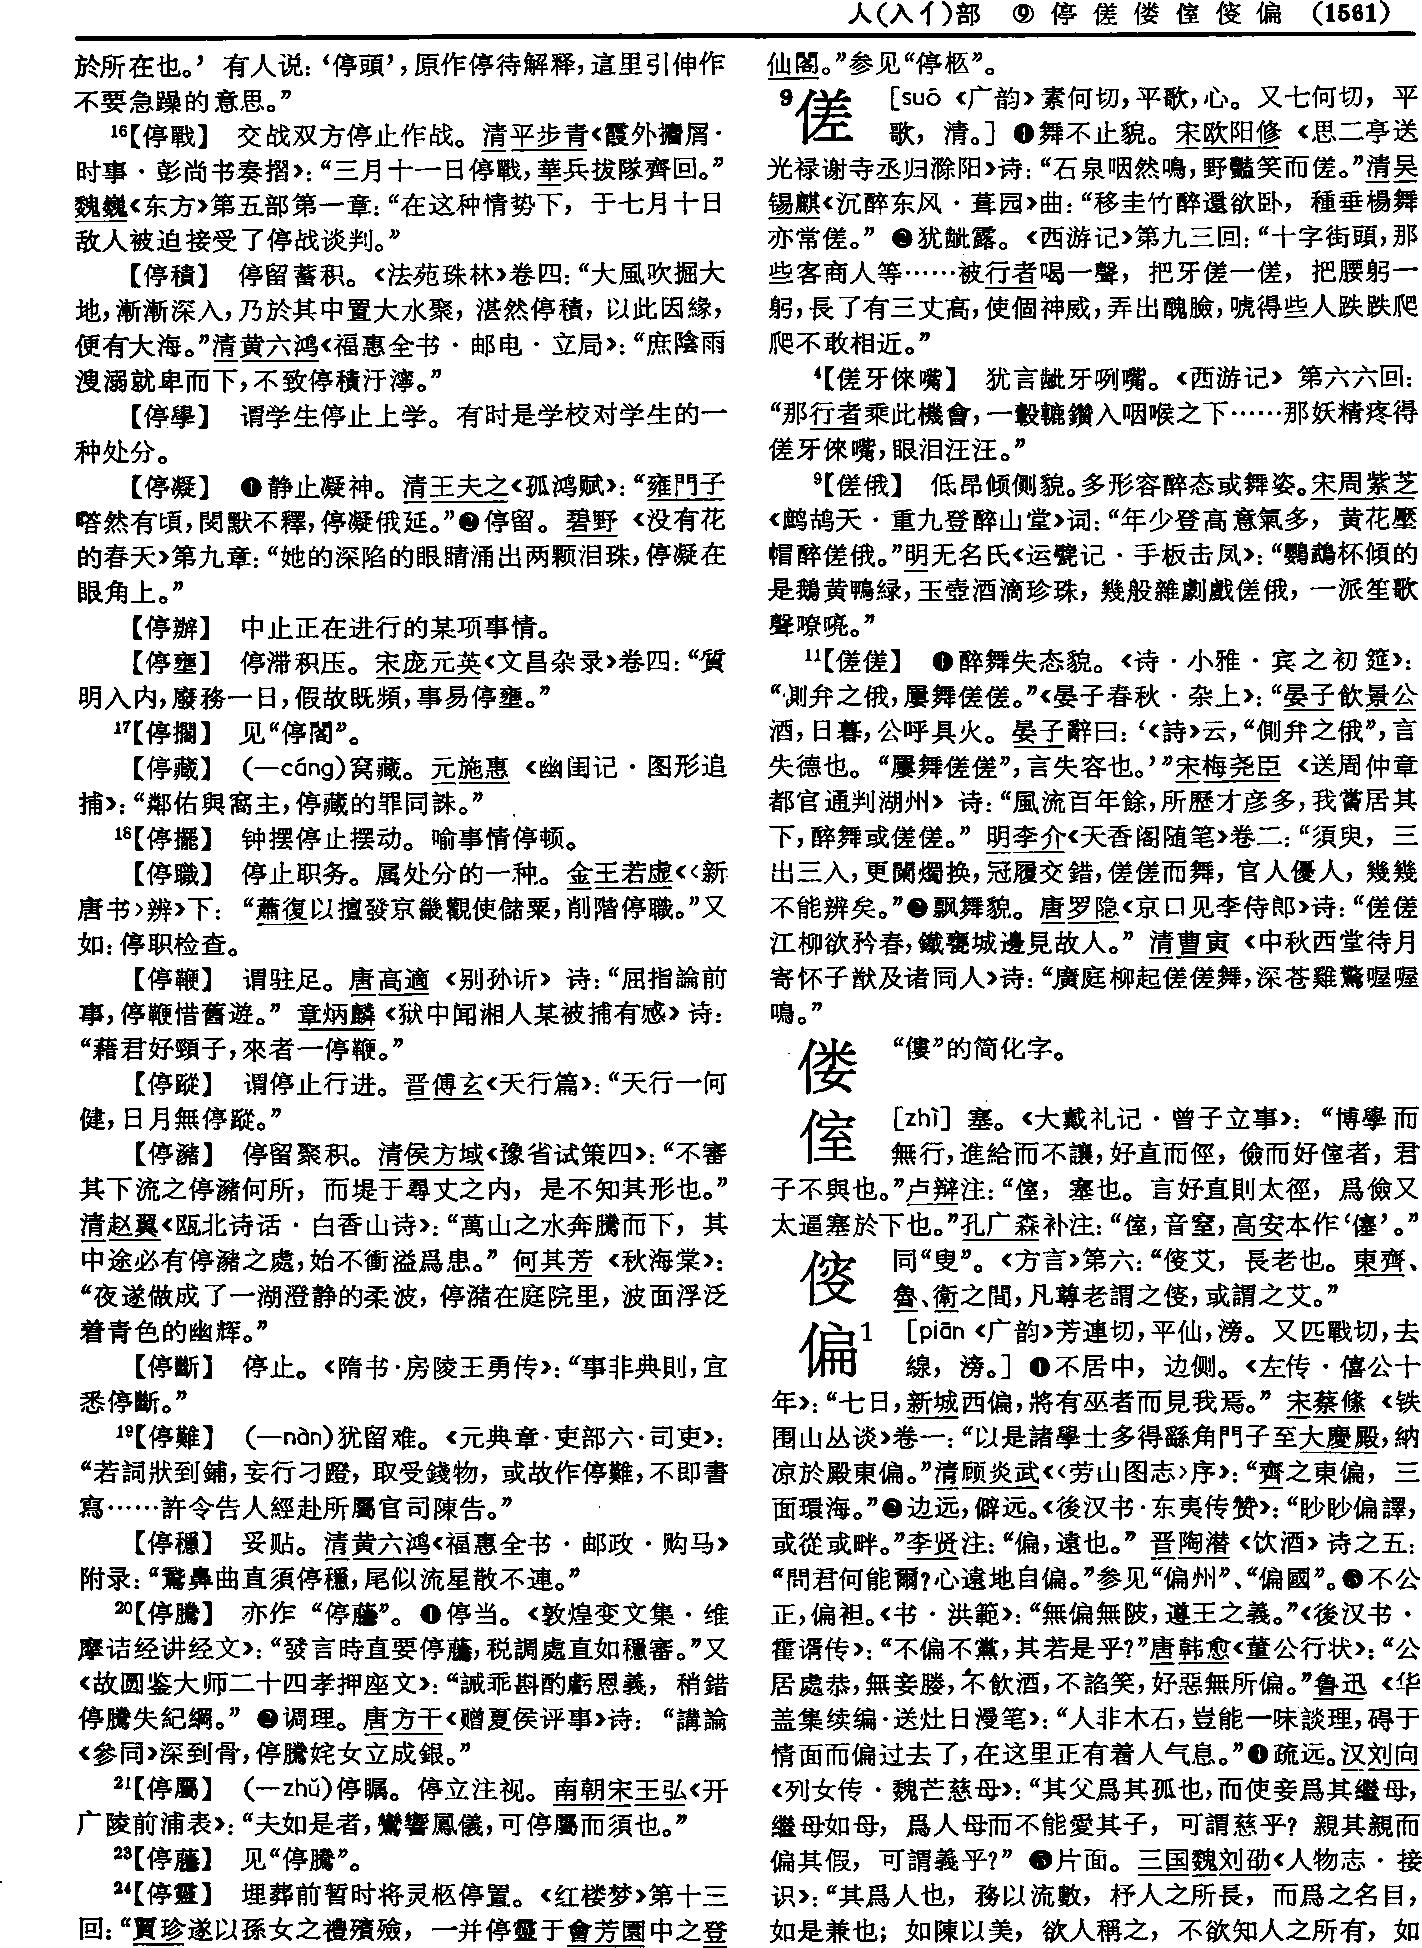 人(入亻)部 ⑨ 停傞偻侄傁偏 (1561)
於所在也。’有人说：‘停頭’，原作停待解释，這里引伸作
不要急躁的意思。”
16【停戰】 交战双方停止作战。清平步青《霞外攟屑·
时事·彭尚书奏摺》：“三月十一日停戰，華兵拔隊齊回。”
魏巍《东方》第五部第一章：“在这种情势下，于七月十日
敌人被迫接受了停战谈判。”
【停積】 停留蓄积。《法苑珠林》卷四：“大風吹掘大
地，漸漸深入，乃於其中置大水聚，湛然停積，以此因緣，
便有大海。”清黄六鸿《福惠全书·邮电·立局》：“庶陰雨
溲溺就卑而下，不致停積汙濘。”
【停學】 谓学生停止上学。有时是学校对学生的一
种处分。
【停凝】 ❶静止凝神。清王夫之《孤鸿赋》：“雍門子
嗒然有頃，閔默不釋，停凝俄延。”❷停留。碧野《没有花
的春天》第九章：“她的深陷的眼睛涌出两颗泪珠，停凝在
眼角上。”
【停辦】 中止正在进行的某项事情。
【停壅】 停滞积压。宋庞元英《文昌杂录》卷四：“質
明入内，廢務一日，假故既頻，事易停壅。”
17【停擱】 见“停閣”。
【停藏】 (—cáng)窝藏。元施惠《幽闺记·图形追
捕》：“鄰佑與窩主，停藏的罪同誅。”
18【停擺】 钟摆停止摆动。喻事情停顿。
【停職】 停止职务。属处分的一种。金王若虚《〈新
唐书〉辨》下：“蕭復以擅發京畿觀使儲粟，削階停職。”又
如：停职检查。
【停鞭】 谓驻足。唐高適《别孙䜣》诗：“屈指論前
事，停鞭惜舊遊。”章炳麟《狱中闻湘人某被捕有感》诗：
“藉君好頸子，來者一停鞭。”
【停蹤】 谓停止行进。晋傅玄《天行篇》：“天行一何
健，日月無停蹤。”
【停瀦】 停留聚积。清侯方域《豫省试策四》：“不審
其下流之停瀦何所，而堤于尋丈之内，是不知其形也。”
清赵翼《瓯北诗话·白香山诗》：“萬山之水奔騰而下，其
中途必有停瀦之處，始不衝溢爲患。”何其芳《秋海棠》：
“夜遂做成了一湖澄静的柔波，停瀦在庭院里，波面浮泛
着青色的幽辉。”
【停斷】 停止。《隋书·房陵王勇传》：“事非典則，宜
悉停斷。”
19【停難】 (—nàn)犹留难。《元典章·吏部六·司吏》：
“若詞狀到鋪，妄行刁蹬，取受錢物，或故作停難，不即書
寫……許令告人經赴所屬官司陳告。”
【停穩】 妥贴。清黄六鸿《福惠全书·邮政·购马》
附录：“鶩鼻曲直須停穩，尾似流星散不連。”
20【停騰】 亦作“停藤”。❶停当。《敦煌变文集·维
摩诘经讲经文》：“發言時直要停藤，税調處直如穩審。”又
《故圆鉴大师二十四孝押座文》：“誡乖斟酌虧恩義，稍錯
停騰失紀綱。”❷调理。唐方干《赠夏侯评事》诗：“講論
《參同》深到骨，停騰姹女立成銀。”
21【停屬】 (—zhǔ)停瞩。停立注视。南朝宋王弘《开
广陵前浦表》：“夫如是者，鸞響鳳儀，可停屬而須也。”
23【停藤】 见“停騰”。
24【停靈】 埋葬前暂时将灵柩停置。《红楼梦》第十三
回：“賈珍遂以孫女之禮殯殮，一并停靈于會芳園中之登
仙閣。”参见“停柩”。
9傞 [suō《广韵》素何切，平歌，心。又七何切，平
歌，清。] ❶舞不止貌。宋欧阳修《思二亭送
光禄谢寺丞归滁阳》诗：“石泉咽然鳴，野豔笑而傞。”清吴
锡麒《沉醉东风·葺园》曲：“移圭竹醉還欲卧，種垂楊舞
亦常傞。”❷犹龇露。《西游记》第九三回：“十字街頭，那
些客商人等……被行者喝一聲，把牙傞一傞，把腰躬一
躬，長了有三丈高，使個神威，弄出醜臉，唬得些人跌跌爬
爬不敢相近。”
4【傞牙倈嘴】 犹言龇牙咧嘴。《西游记》第六六回：
“那行者乘此機會，一轂轆鑽入咽喉之下……那妖精疼得
傞牙倈嘴，眼泪汪汪。”
9【傞俄】 低昂倾侧貌。多形容醉态或舞姿。宋周紫芝
《鹧鸪天·重九登醉山堂》词：“年少登高意氣多，黄花壓
帽醉傞俄。”明无名氏《运甓记·手板击凤》：“鸚鵡杯傾的
是鵝黄鴨緑，玉壺酒滴珍珠，幾般雜劇戲傞俄，一派笙歌
聲嘹喨。”
11【傞傞】 ❶醉舞失态貌。《诗·小雅·宾之初筵》：
“側弁之俄，屢舞傞傞。”《晏子春秋·杂上》：“晏子飲景公
酒，日暮，公呼具火。晏子辭曰：‘《詩》云，“側弁之俄”，言
失德也。“屢舞傞傞”，言失容也。’”宋梅尧臣《送周仲章
都官通判湖州》诗：“風流百年餘，所歷才彦多，我嘗居其
下，醉舞或傞傞。”明李介《天香阁随笔》卷二：“須臾，三
出三入，更闌燭换，冠履交錯，傞傞而舞，官人優人，幾幾
不能辨矣。”❷飘舞貌。唐罗隐《京口见李侍郎》诗：“傞傞
江柳欲矜春，鐵甕城邊見故人。”清曹寅《中秋西堂待月
寄怀子猷及诸同人》诗：“廣庭柳起傞傞舞，深苍雞驚喔喔
鳴。”
偻 “僂”的简化字。
侄 [zhì] 塞。《大戴礼记·曾子立事》：“博學而
無行，進給而不讓，好直而俓，儉而好侄者，君
子不與也。”卢辩注：“侄，塞也。言好直則太徑，爲儉又
太逼塞於下也。”孔广森补注：“侄，音窒，高安本作‘僿’。”
傁 同“叟”。《方言》第六：“傁艾，長老也。東齊、
魯、衛之間，凡尊老謂之傁，或謂之艾。”
偏1 [piān《广韵》芳連切，平仙，滂。又匹戰切，去
線，滂。] ❶不居中，边侧。《左传·僖公十
年》：“七日，新城西偏，將有巫者而見我焉。”宋蔡絛《铁
围山丛谈》卷一：“以是諸學士多得繇角門子至大慶殿，納
凉於殿東偏。”清顾炎武《〈劳山图志〉序》：“齊之東偏，三
面環海。”❷边远，僻远。《後汉书·东夷传赞》：“眇眇偏譯，
或從或畔。”李贤注：“偏，遠也。”晋陶潜《饮酒》诗之五：
“問君何能爾？心遠地自偏。”参见“偏州”、“偏國”。❸不公
正，偏袒。《书·洪範》：“無偏無陂，遵王之義。”《後汉书·
霍谞传》：“不偏不黨，其若是乎？”唐韩愈《董公行状》：“公
居處恭，無妾媵，不飲酒，不諂笑，好惡無所偏。”鲁迅《华
盖集续编·送灶日漫笔》：“人非木石，豈能一味談理，碍于
情面而偏过去了，在这里正有着人气息。”❹疏远。汉刘向
《列女传·魏芒慈母》：“其父爲其孤也，而使妾爲其繼母，
繼母如母，爲人母而不能愛其子，可謂慈乎？親其親而
偏其假，可謂義乎？”❺片面。三国魏刘劭《人物志·接
识》：“其爲人也，務以流數，杼人之所長，而爲之名目，
如是兼也；如陳以美，欲人稱之，不欲知人之所有，如